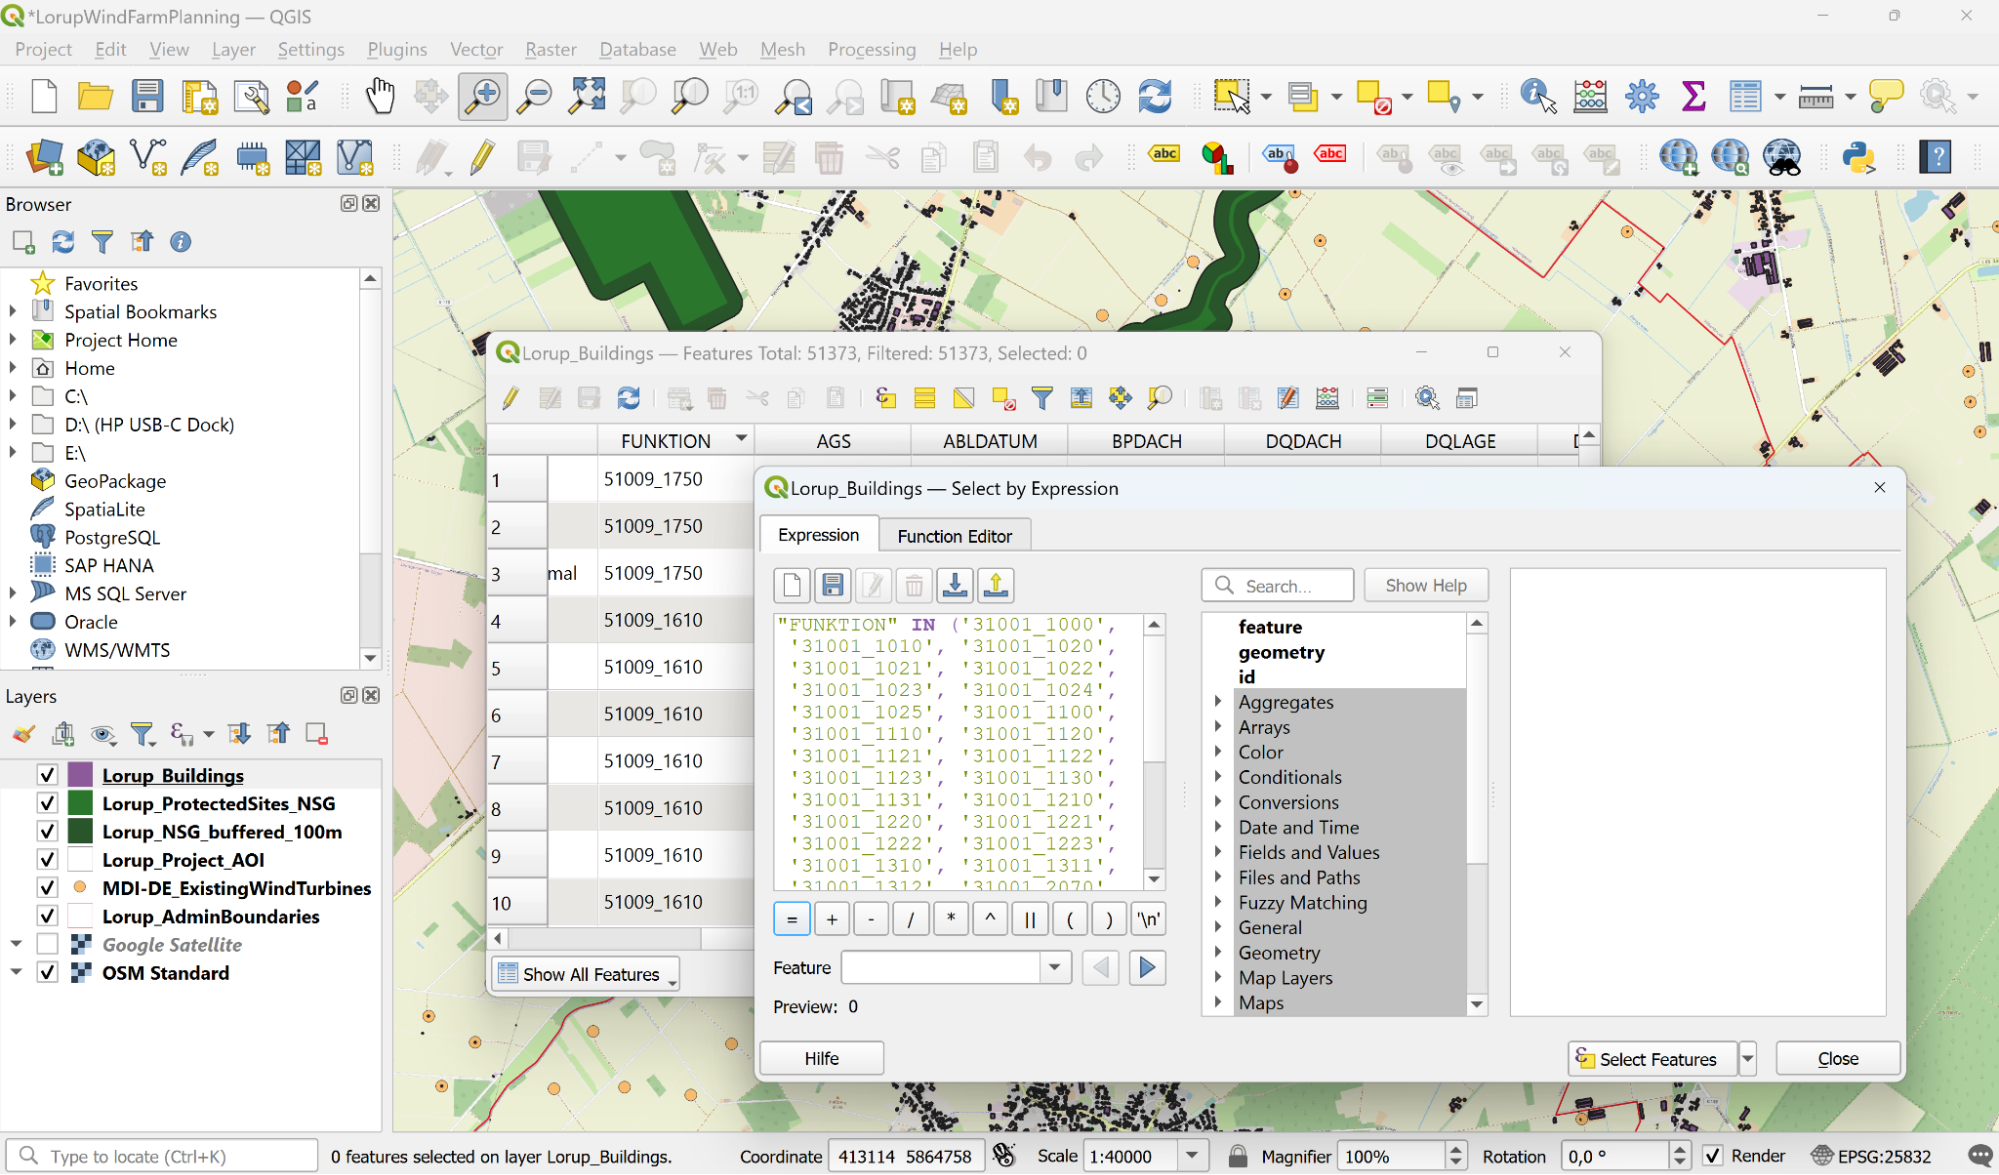 *LorupWindFarmPlanning — QGIS
Project Edit View Layer Settings Plugins Vector Raster Database Web Mesh Processing Help
Browser
Favorites
Spatial Bookmarks
Project Home
Home
C:\
D:\ (HP USB-C Dock)
E:\
GeoPackage
SpatiaLite
PostgreSQL
SAP HANA
MS SQL Server
Oracle
WMS/WMTS
Layers
Lorup_Buildings
Lorup_ProtectedSites_NSG
Lorup_NSG_buffered_100m
Lorup_Project_AOI
MDI-DE_ExistingWindTurbines
Lorup_AdminBoundaries
Google Satellite
OSM Standard
Lorup_Buildings — Features Total: 51373, Filtered: 51373, Selected: 0
FUNKTION AGS ABLDATUM BPDACH DQDACH DQLAGE
1 51009_1750
2 51009_1750
3 mal 51009_1750
4 51009_1610
5 51009_1610
6 51009_1610
7 51009_1610
8 51009_1610
9 51009_1610
10 51009_1610
Show All Features
Lorup_Buildings — Select by Expression
Expression Function Editor
Search... Show Help
"FUNKTION" IN ('31001_1000',
'31001_1010', '31001_1020',
'31001_1021', '31001_1022',
'31001_1023', '31001_1024',
'31001_1025', '31001_1100',
'31001_1110', '31001_1120',
'31001_1121', '31001_1122',
'31001_1123', '31001_1130',
'31001_1131', '31001_1210',
'31001_1220', '31001_1221',
'31001_1222', '31001_1223',
'31001_1310', '31001_1311',
'31001_1312', '31001_2070',
= + - / * ^ || ( ) '\n'
Feature
Preview: 0
feature
geometry
id
Aggregates
Arrays
Color
Conditionals
Conversions
Date and Time
Fields and Values
Files and Paths
Fuzzy Matching
General
Geometry
Map Layers
Maps
Hilfe Select Features Close
Type to locate (Ctrl+K) 0 features selected on layer Lorup_Buildings. Coordinate 413114 5864758 Scale 1:40000 Magnifier 100% Rotation 0,0 ° Render EPSG:25832